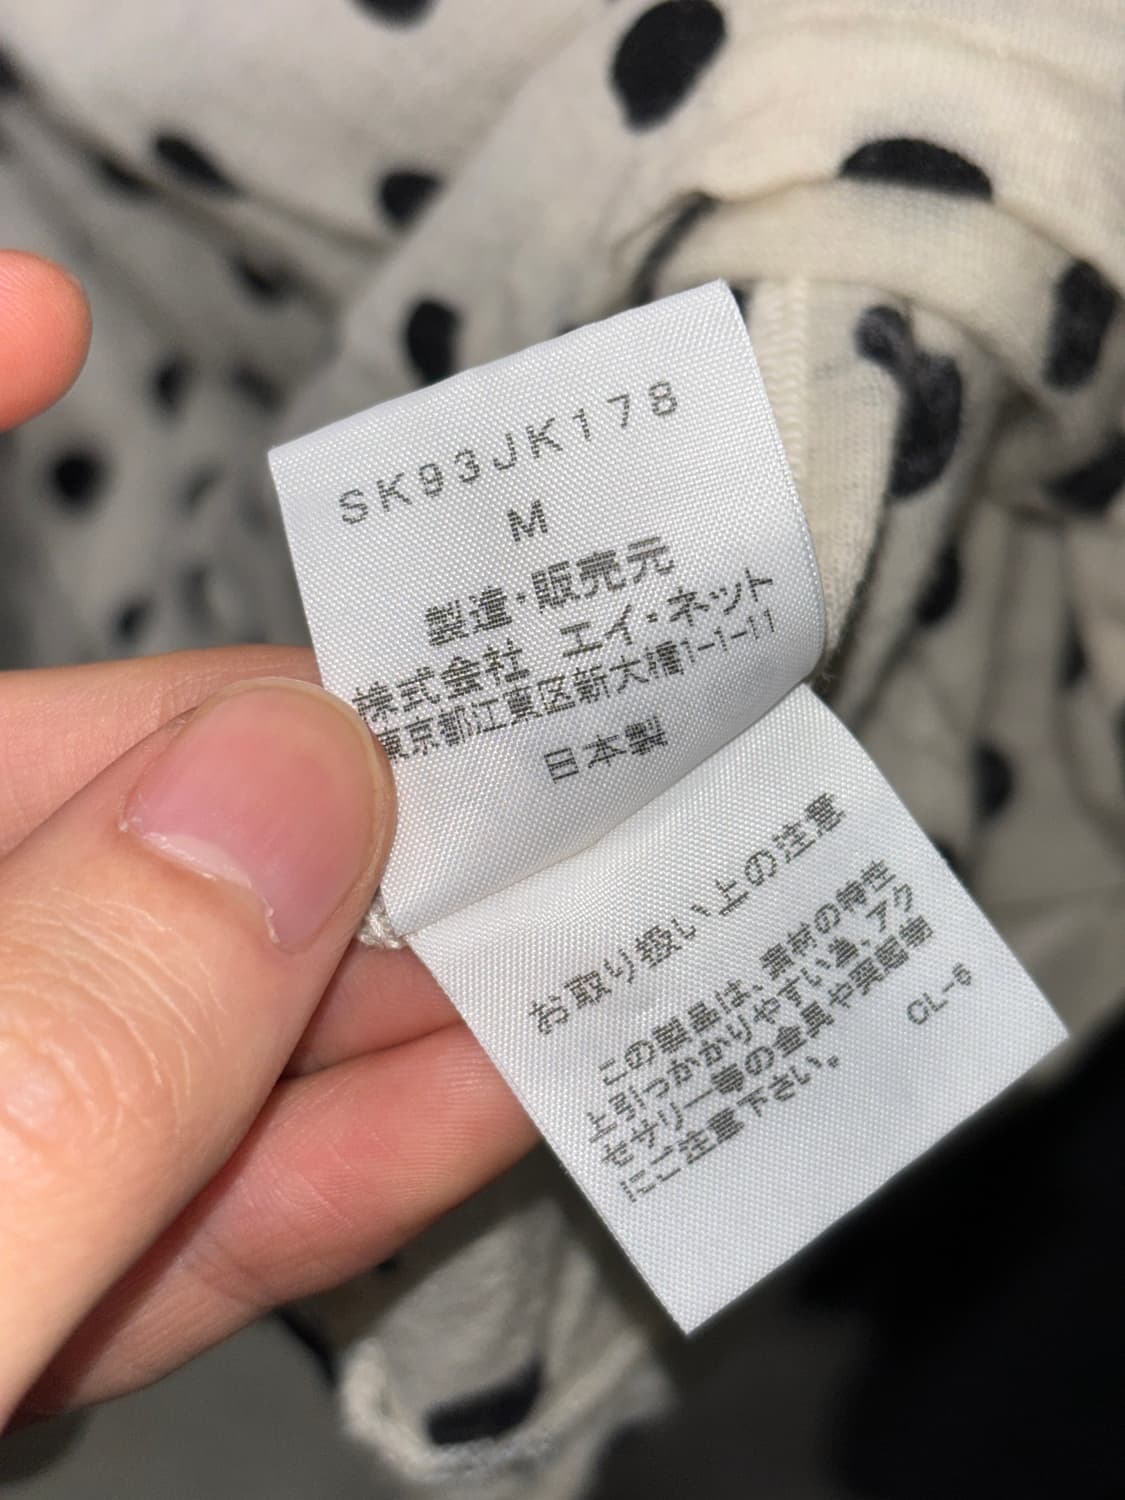 SK93JK178
M
製造・販売元
株式会社 エイ・ネット
東京都江東区新大橋1-1-11
日本製
お取り扱い上の注意
この製品は、素材の特性
上引っかかりやすい為、アク
セサリー等の金具や突起物
にご注意下さい。
CL-6